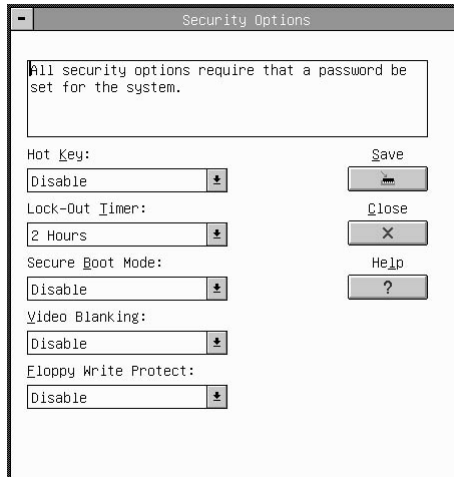 Security Options
All security options require that a password be
set for the system.
Hot Key:
Save
Disable
Lock-Out Timer:
Close
2 Hours
X
Secure Boot Mode:
Help
Disable
?
Video Blanking:
Disable
Floppy Write Protect:
Disable